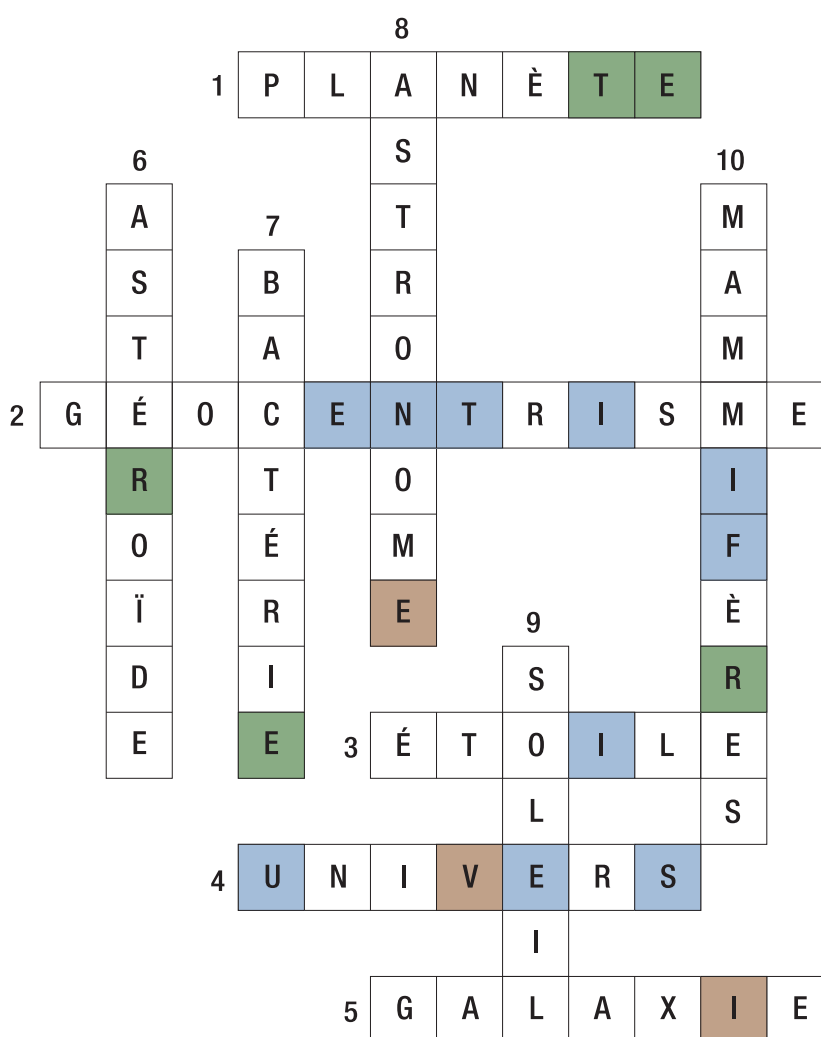 8
1 P L A N È T E
S
6 10
A T M
7
S B R A
T A O M
2 G É O C E N T R I S M E
R T O I
O É M F
Ï R E È
9
D I S R
E E 3 É T O I L E
L S
4 U N I V E R S
I
5 G A L A X I E